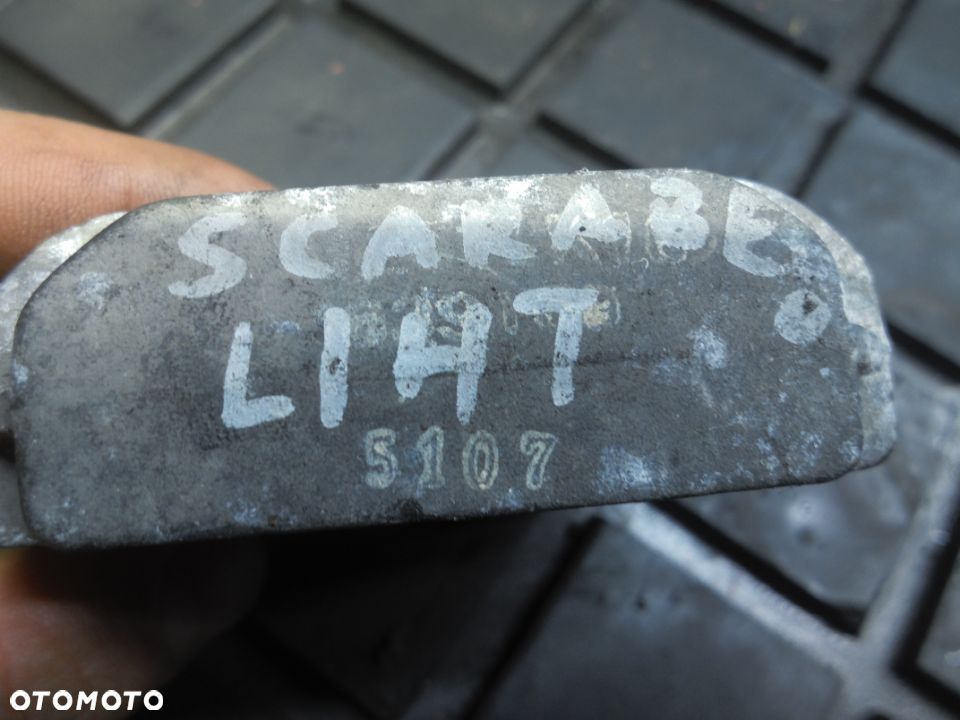 SCARABEO
LIHT
5107
OTOMOTO